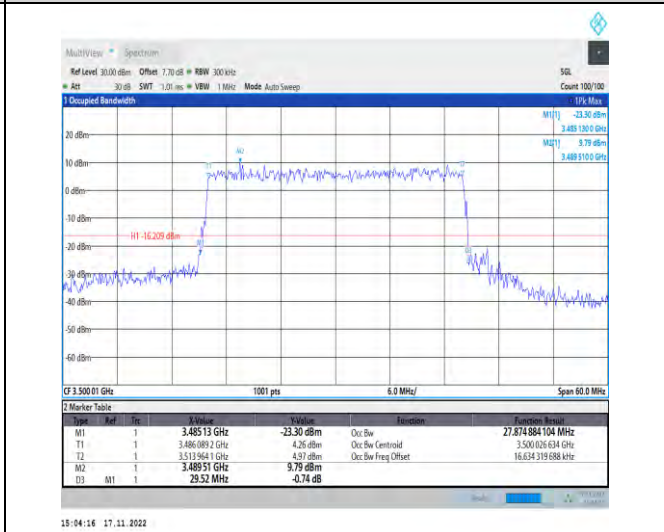 MultiView Spectrum
Ref Level 30.00 dBm Offset 7.70 dB RBW 300 kHz SGL
Att 30 dB SWT 1.01 ms VBW 1 MHz Mode Auto Sweep Count 100/100
1 Occupied Bandwidth 1Pk Max
M1[1] -23.30 dBm
3.485 130 0 GHz
M2[1] 9.79 dBm
3.489 510 0 GHz
20 dBm
10 dBm
0 dBm
-10 dBm
H1 -16.209 dBm
-20 dBm
-30 dBm
-40 dBm
-50 dBm
-60 dBm
M2
T1
CF 3.500 01 GHz 1001 pts 6.0 MHz/ Span 60.0 MHz
2 Marker Table
Type Ref Trc X-Value Y-Value Function Function Result
M1 1 3.485 13 GHz -23.30 dBm Occ Bw 27.874 884 104 MHz
T1 1 3.486 089 2 GHz 4.26 dBm Occ Bw Centroid 3.500 026 634 GHz
T2 1 3.513 964 1 GHz 4.97 dBm Occ Bw Freq Offset 16.634 319 688 kHz
M2 1 3.489 51 GHz 9.79 dBm
D3 M1 1 29.52 MHz -0.74 dB
15:04:16 17.11.2022